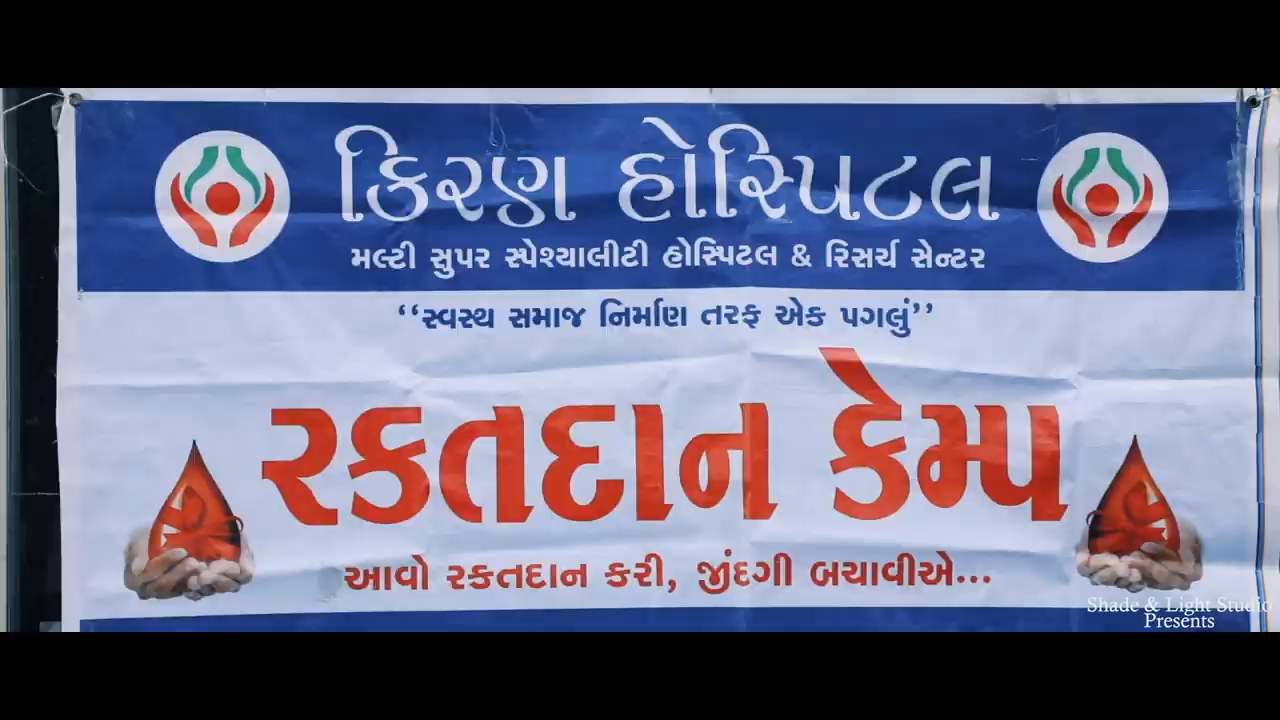 કિરણ હોસ્પિટલ
મલ્ટી સુપર સ્પેશ્યાલીટી હોસ્પિટલ & રિસર્ચ સેન્ટર
‘‘સ્વસ્થ સમાજ નિર્માણ તરફ એક પગલું’’
રક્તદાન કેમ્પ
આવો રક્તદાન કરી, જીંદગી બચાવીએ...
Shade & Light Studio
Presents